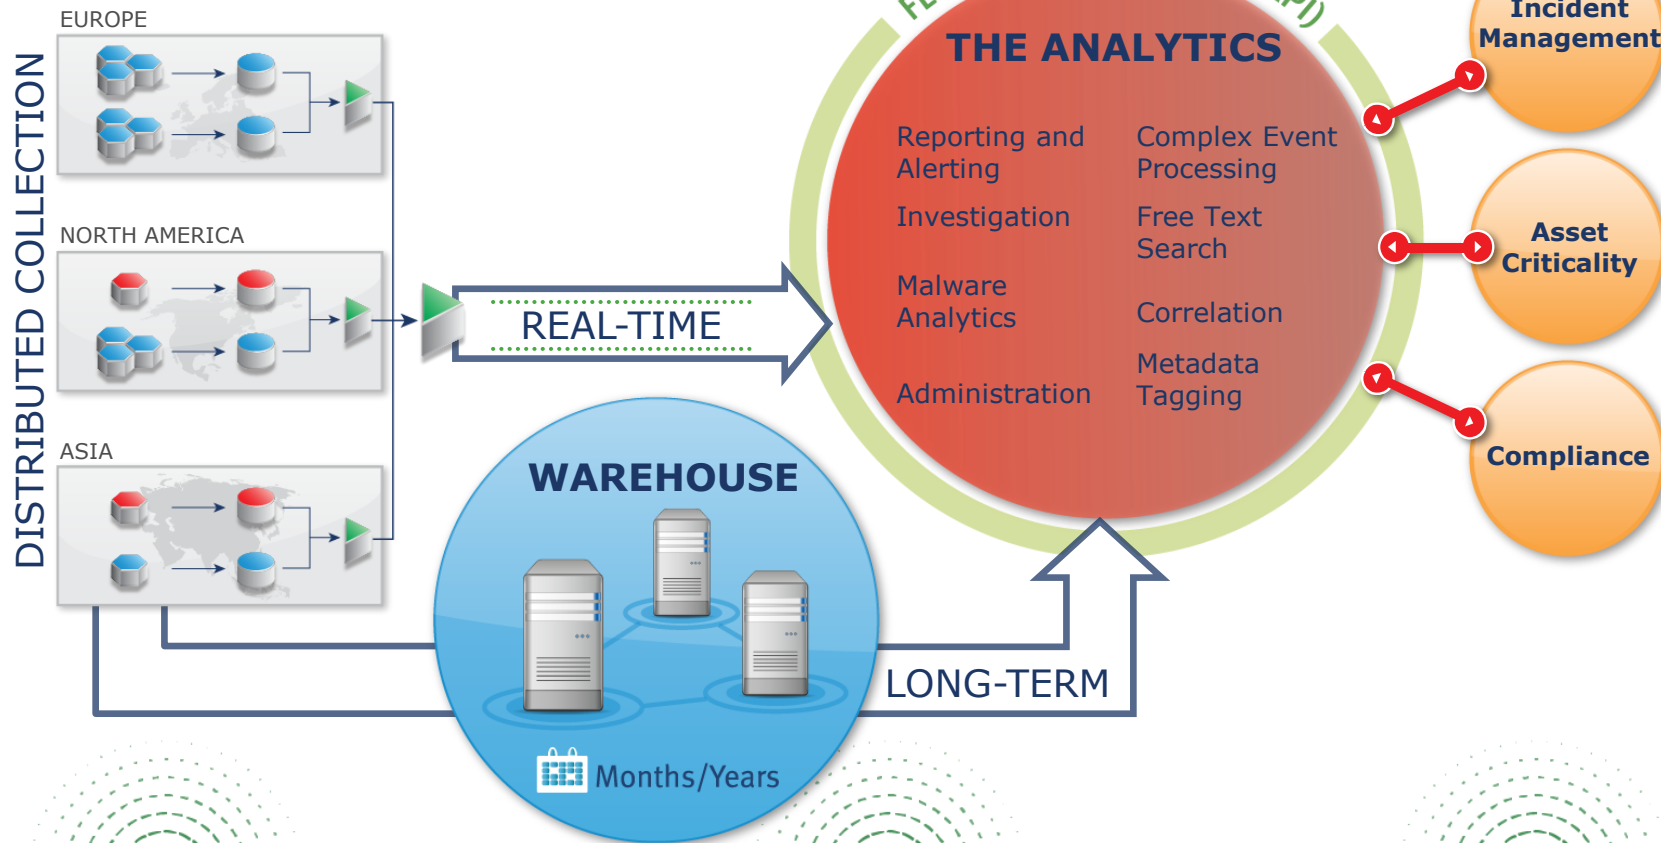 EUROPE
DISTRIBUTED COLLECTION
NORTH AMERICA
ASIA
REAL-TIME
WAREHOUSE
Months/Years
LONG-TERM
THE ANALYTICS
Reporting and
Alerting
Investigation
Malware
Analytics
Administration
Complex Event
Processing
Free Text
Search
Correlation
Metadata
Tagging
Incident
Management
Asset
Criticality
Compliance